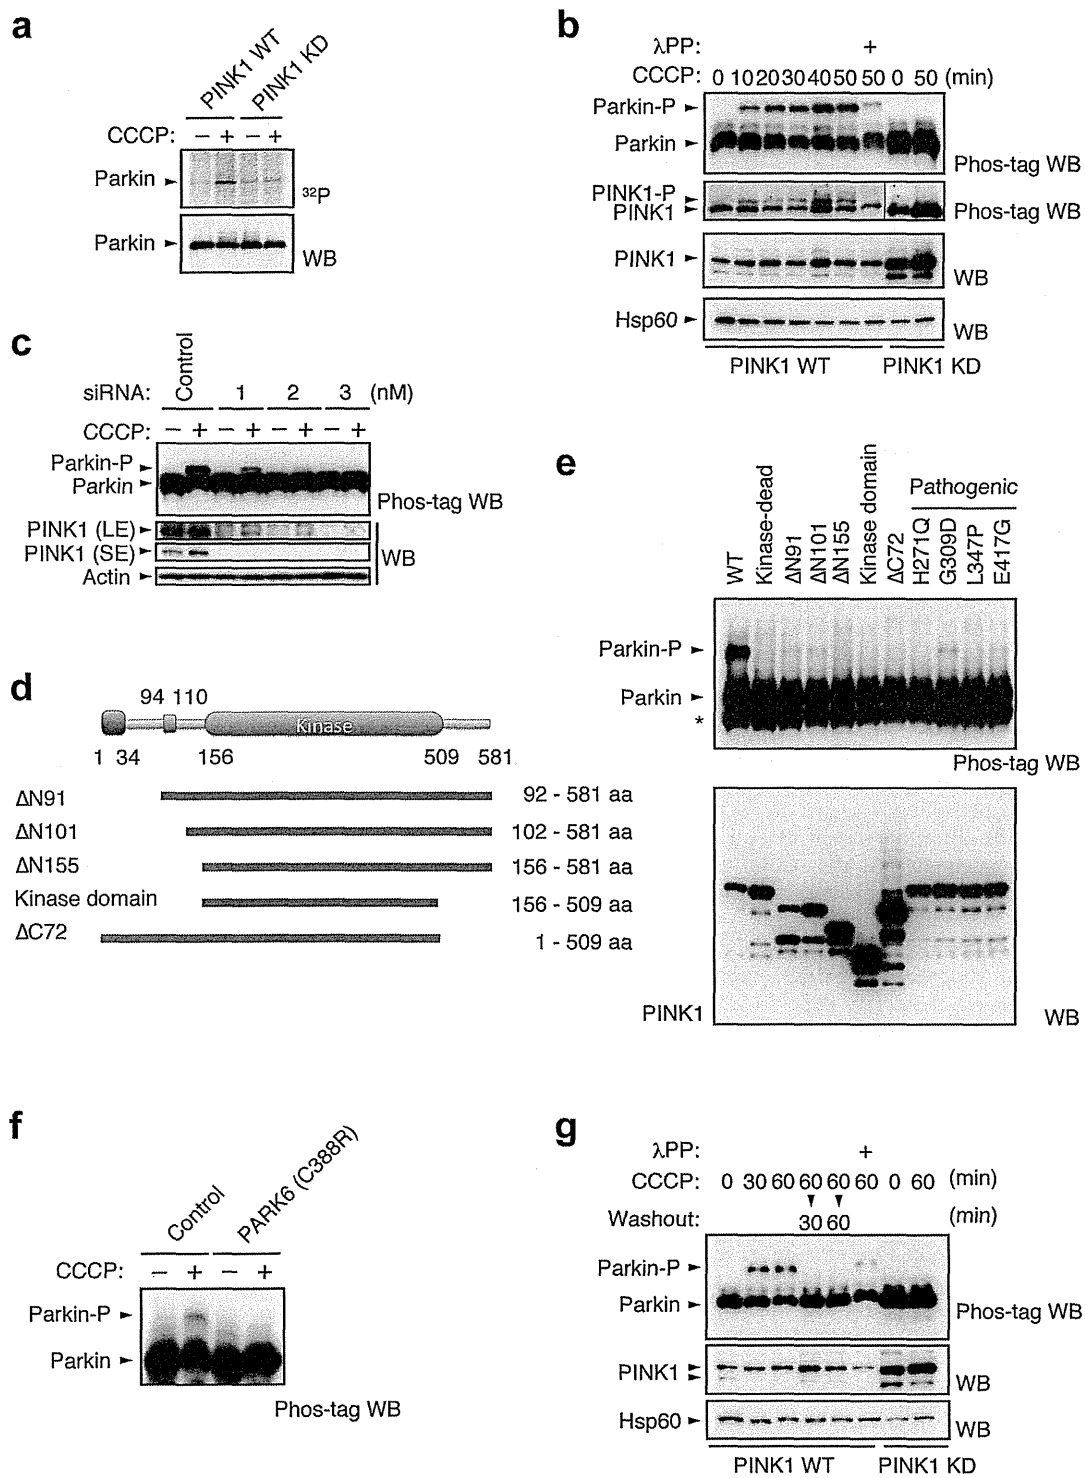 a
PINK1 WT
PINK1 KD
CCCP: − + − +
Parkin
32P
Parkin
WB
b
λPP: +
CCCP: 0 10 20 30 40 50 50 0 50 (min)
Parkin-P
Parkin
Phos-tag WB
PINK1-P
PINK1
Phos-tag WB
PINK1
WB
Hsp60
WB
PINK1 WT PINK1 KD
c
Control
siRNA: 1 2 3 (nM)
CCCP: − + − + − + − +
Parkin-P
Parkin
Phos-tag WB
PINK1 (LE)
PINK1 (SE)
WB
Actin
d
94 110
Kinase
1 34 156 509 581
ΔN91 92 - 581 aa
ΔN101 102 - 581 aa
ΔN155 156 - 581 aa
Kinase domain 156 - 509 aa
ΔC72 1 - 509 aa
e
Pathogenic
WT
Kinase-dead
ΔN91
ΔN101
ΔN155
Kinase domain
ΔC72
H271Q
G309D
L347P
E417G
Parkin-P
Parkin
*
Phos-tag WB
PINK1
WB
f
Control
PARK6 (C388R)
CCCP: − + − +
Parkin-P
Parkin
Phos-tag WB
g
λPP: +
CCCP: 0 30 60 60 60 60 0 60 (min)
Washout: 30 60 (min)
Parkin-P
Parkin
Phos-tag WB
PINK1
WB
Hsp60
WB
PINK1 WT PINK1 KD